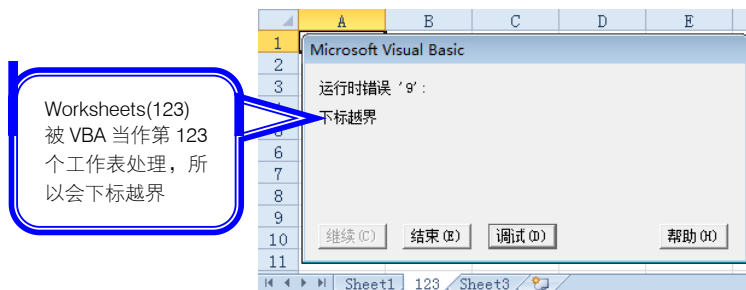 A B C D E
1
Microsoft Visual Basic
2
3
运行时错误 '9':
下标越界
Worksheets(123)
被 VBA 当作第 123
个工作表处理，所
以会下标越界
6
7
8
9
10
继续(C) 结束(E) 调试(D) 帮助(H)
11
Sheet1 123 Sheet3